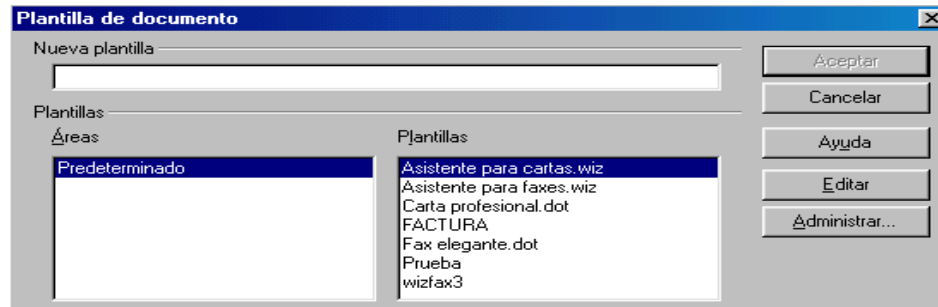 Plantilla de documento
Nueva plantilla
Aceptar
Cancelar
Plantillas
Áreas
Plantillas
Ayuda
Predeterminado
Asistente para cartas.wiz
Asistente para faxes.wiz
Editar
Carta profesional.dot
FACTURA
Administrar...
Fax elegante.dot
Prueba
wizfax3